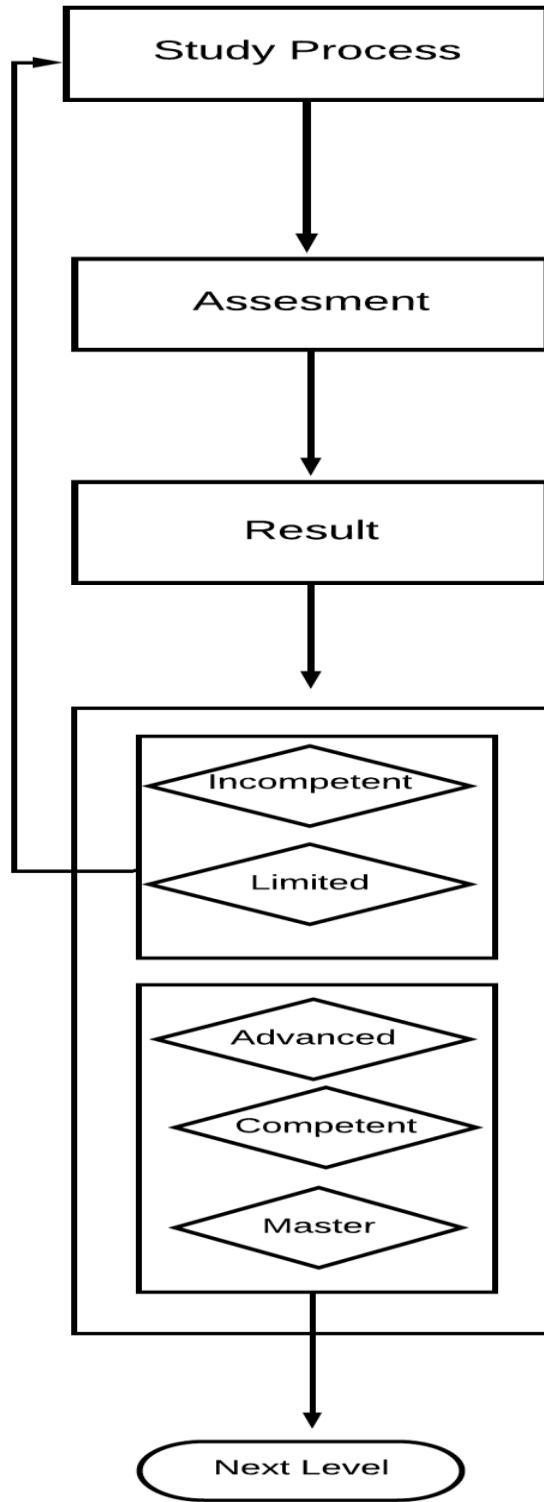 Study Process
Assesment
Result
Incompetent
Limited
Advanced
Competent
Master
Next Level